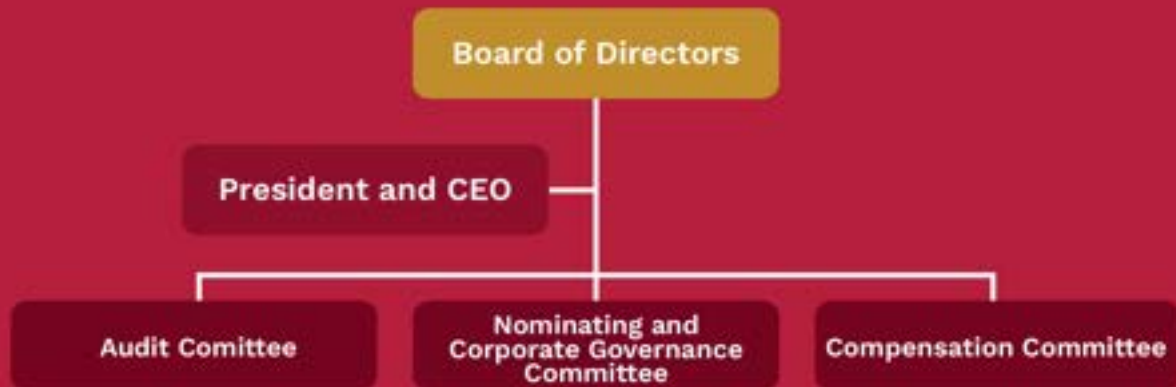 Board of Directors
President and CEO
Audit Comittee
Nominating and
Corporate Governance
Committee
Compensation Committee